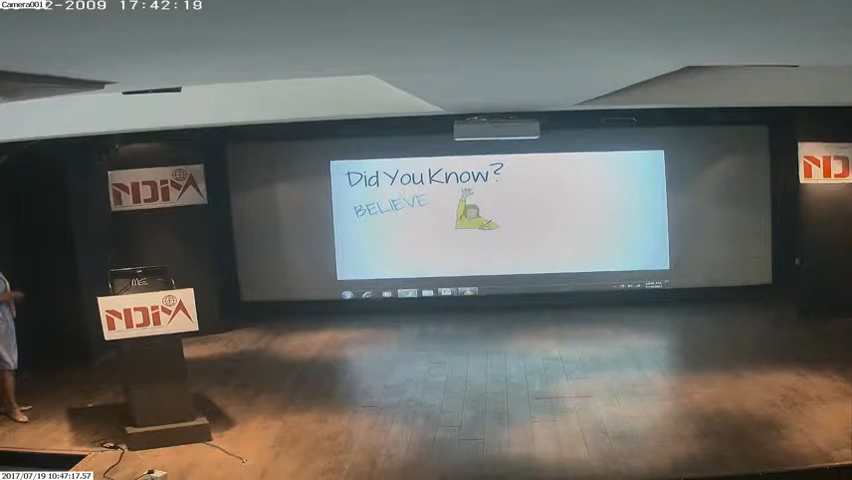 Camera001
-2009 17:42:19
NDIM
NDIM
Did You Know?
BELIEVE
ME
NDIM
2017/07/19 10:47:17.57